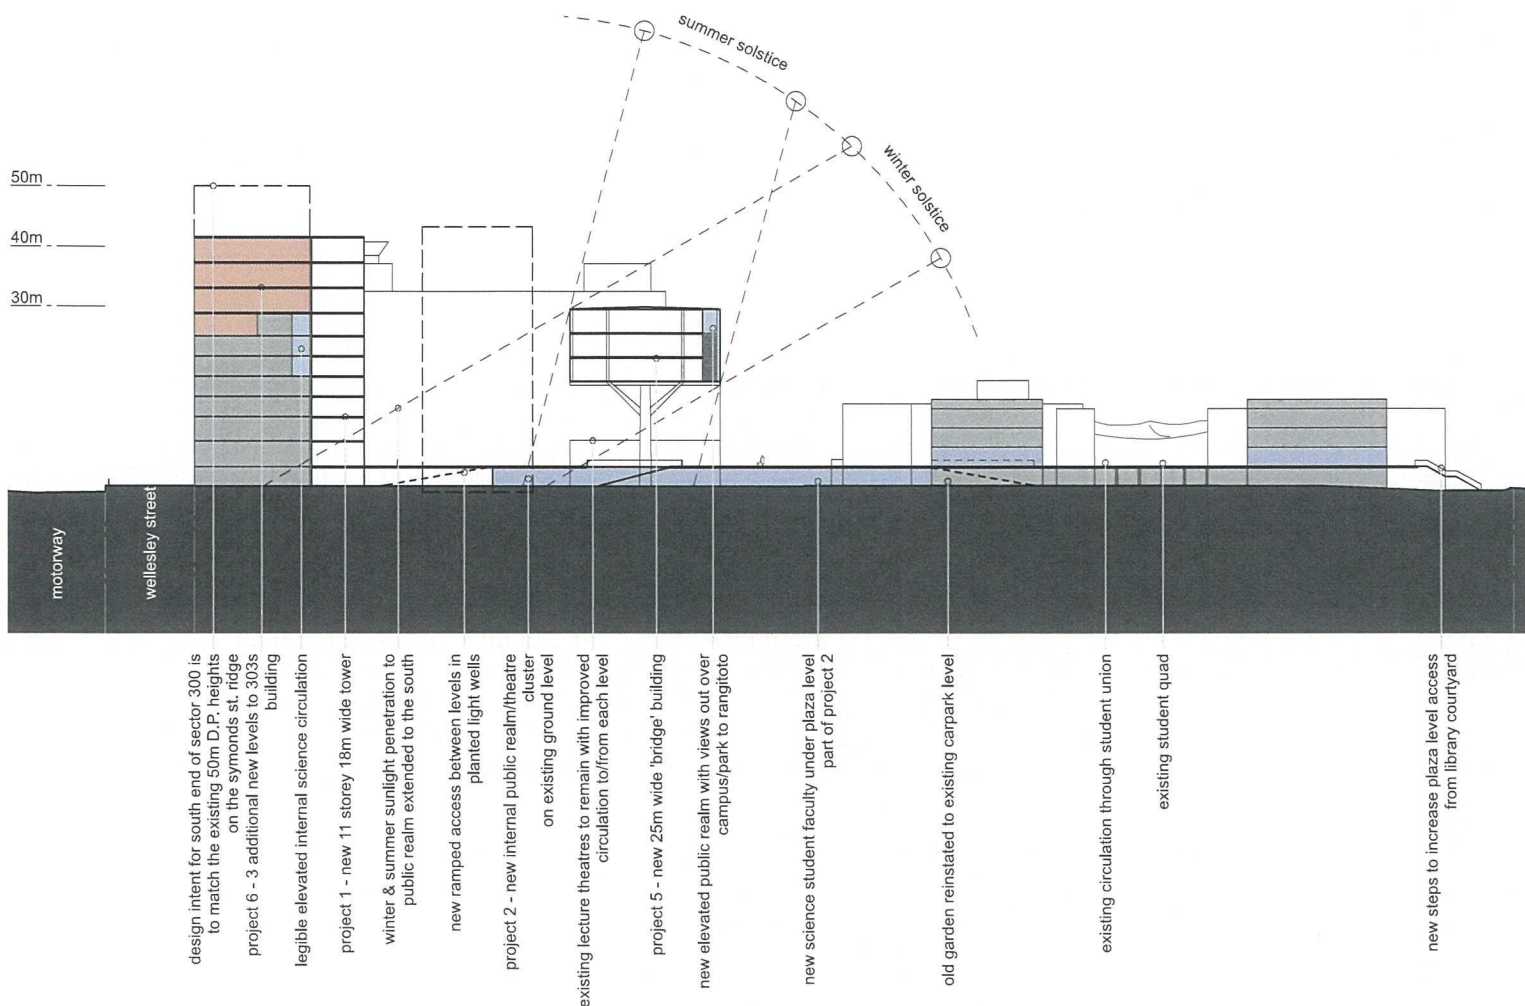 summer solstice
winter solstice
50m
40m
30m
motorway
wellesley street
design intent for south end of sector 300 is
to match the existing 50m D.P. heights
on the symonds st. ridge
project 6 - 3 additional new levels to 303s
building
legible elevated internal science circulation
project 1 - new 11 storey 18m wide tower
winter & summer sunlight penetration to
public realm extended to the south
new ramped access between levels in
planted light wells
project 2 - new internal public realm/theatre
cluster
on existing ground level
existing lecture theatres to remain with improved
circulation to/from each level
project 5 - new 25m wide 'bridge' building
new elevated public realm with views out over
campus/park to rangitoto
new science student faculty under plaza level
part of project 2
old garden reinstated to existing carpark level
existing circulation through student union
existing student quad
new steps to increase plaza level access
from library courtyard